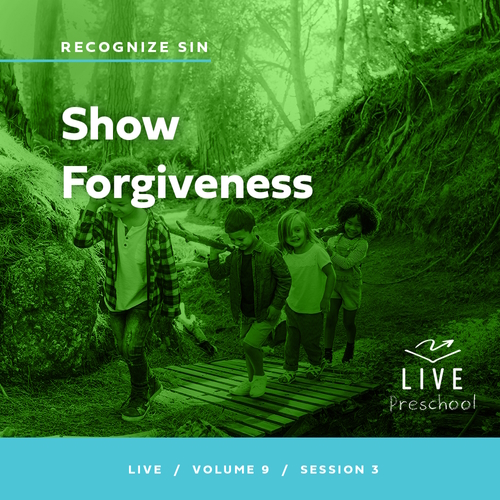 RECOGNIZE SIN
Show
Forgiveness
LIVE
Preschool
LIVE / VOLUME 9 / SESSION 3